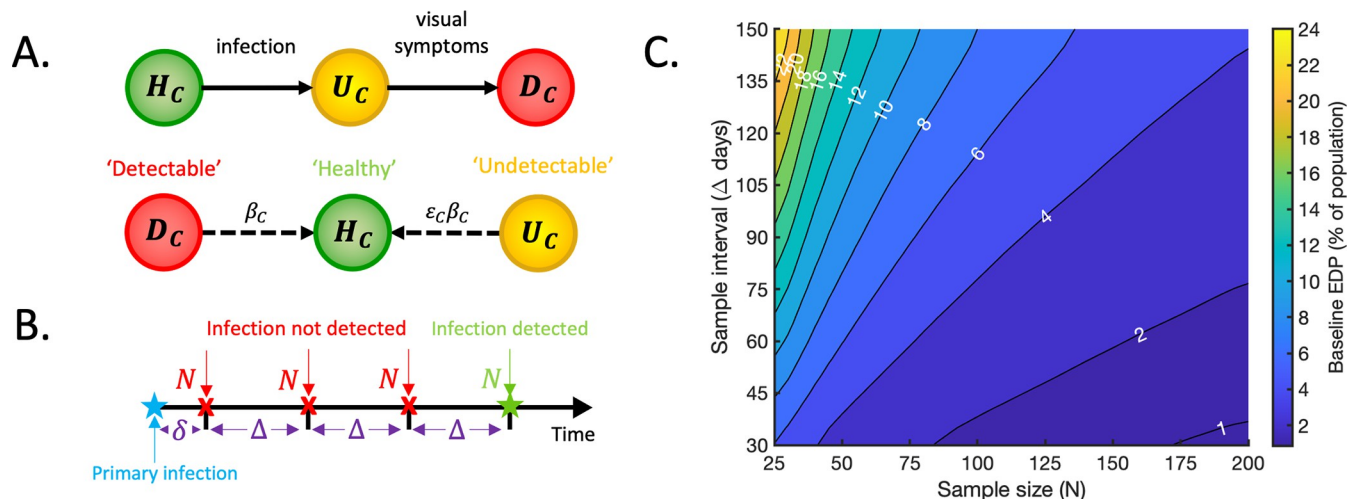 A.
infection
visual
symptoms
H_C
U_C
D_C
'Detectable'
'Healthy'
'Undetectable'
D_C
β_C
H_C
ε_Cβ_C
U_C
B.
Infection not detected
Infection detected
N
N
N
N
δ
Δ
Δ
Δ
Time
Primary infection
C.
Sample interval (Δ days)
150
135
120
105
90
75
60
45
30
22
20
18
16
14
12
10
8
6
4
2
1
25
50
75
100
125
150
175
200
Sample size (N)
24
22
20
18
16
14
12
10
8
6
4
2
Baseline EDP (% of population)